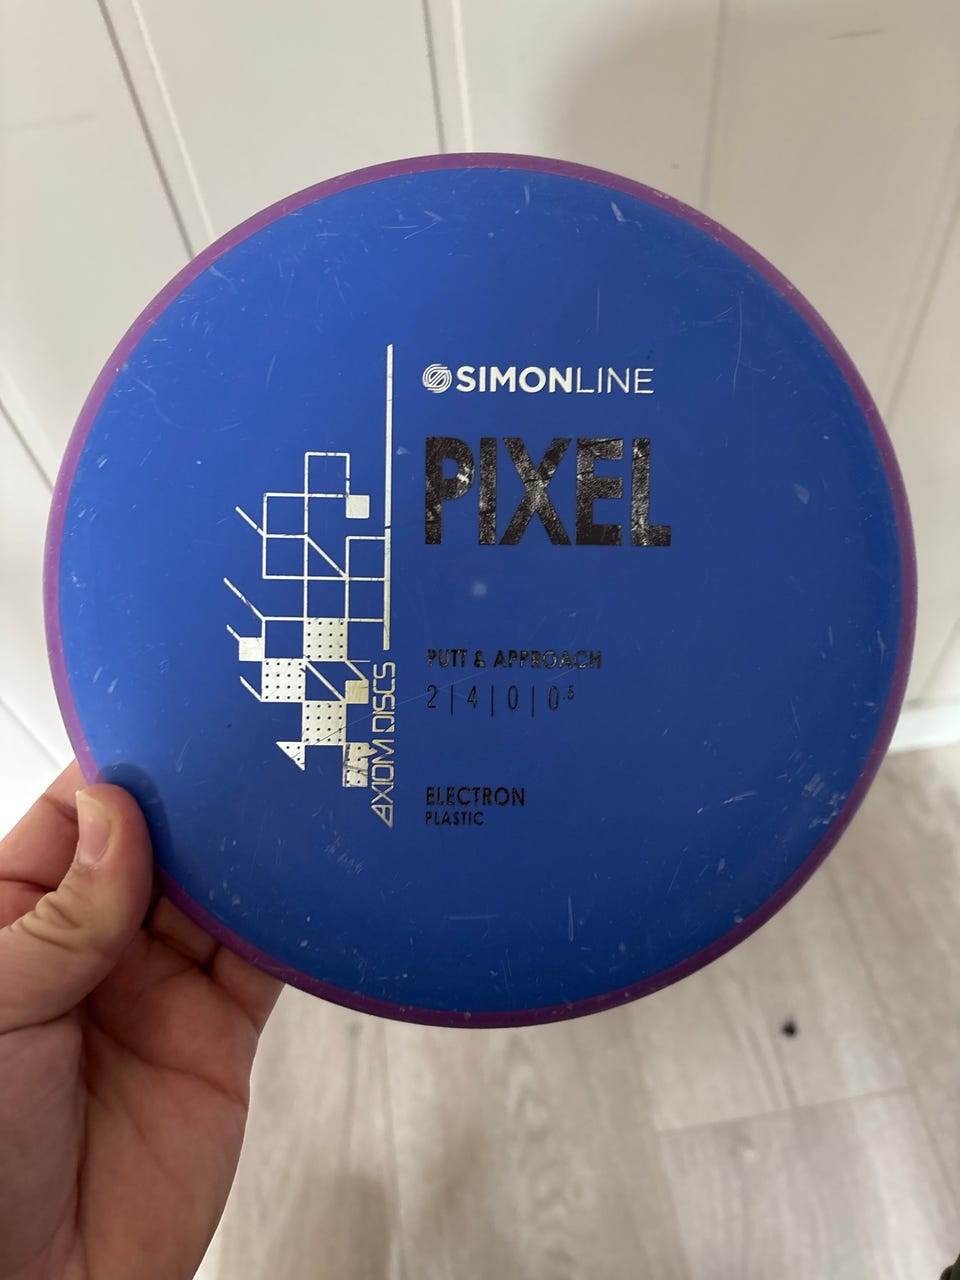 SIMONLINE
PIXEL
PUTT & APPROACH
2 | 4 | 0 | 0.5
ELECTRON
PLASTIC
AXIOM DISCS